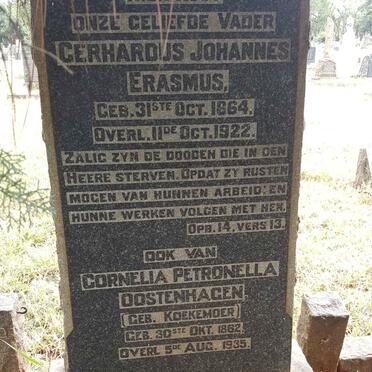 ONZE GELIEFDE VADER
GERHARDUS JOHANNES
ERASMUS,
GEB. 31STE OCT. 1864,
OVERL. 11DE OCT. 1922.
ZALIG ZYN DE DOODEN DIE IN DEN
HEERE STERVEN. OPDAT ZY RUSTEN
MOGEN VAN HUNNEN ARBEID: EN
HUNNE WERKEN VOLGEN MET HEN.
OPB. 14, VERS 13.
OOK VAN
CORNELIA PETRONELLA
OOSTENHAGEN,
(GEB. KOEKEMOER)
GEB. 30STE OKT. 1862,
OVERL 5DE AUG. 1935.